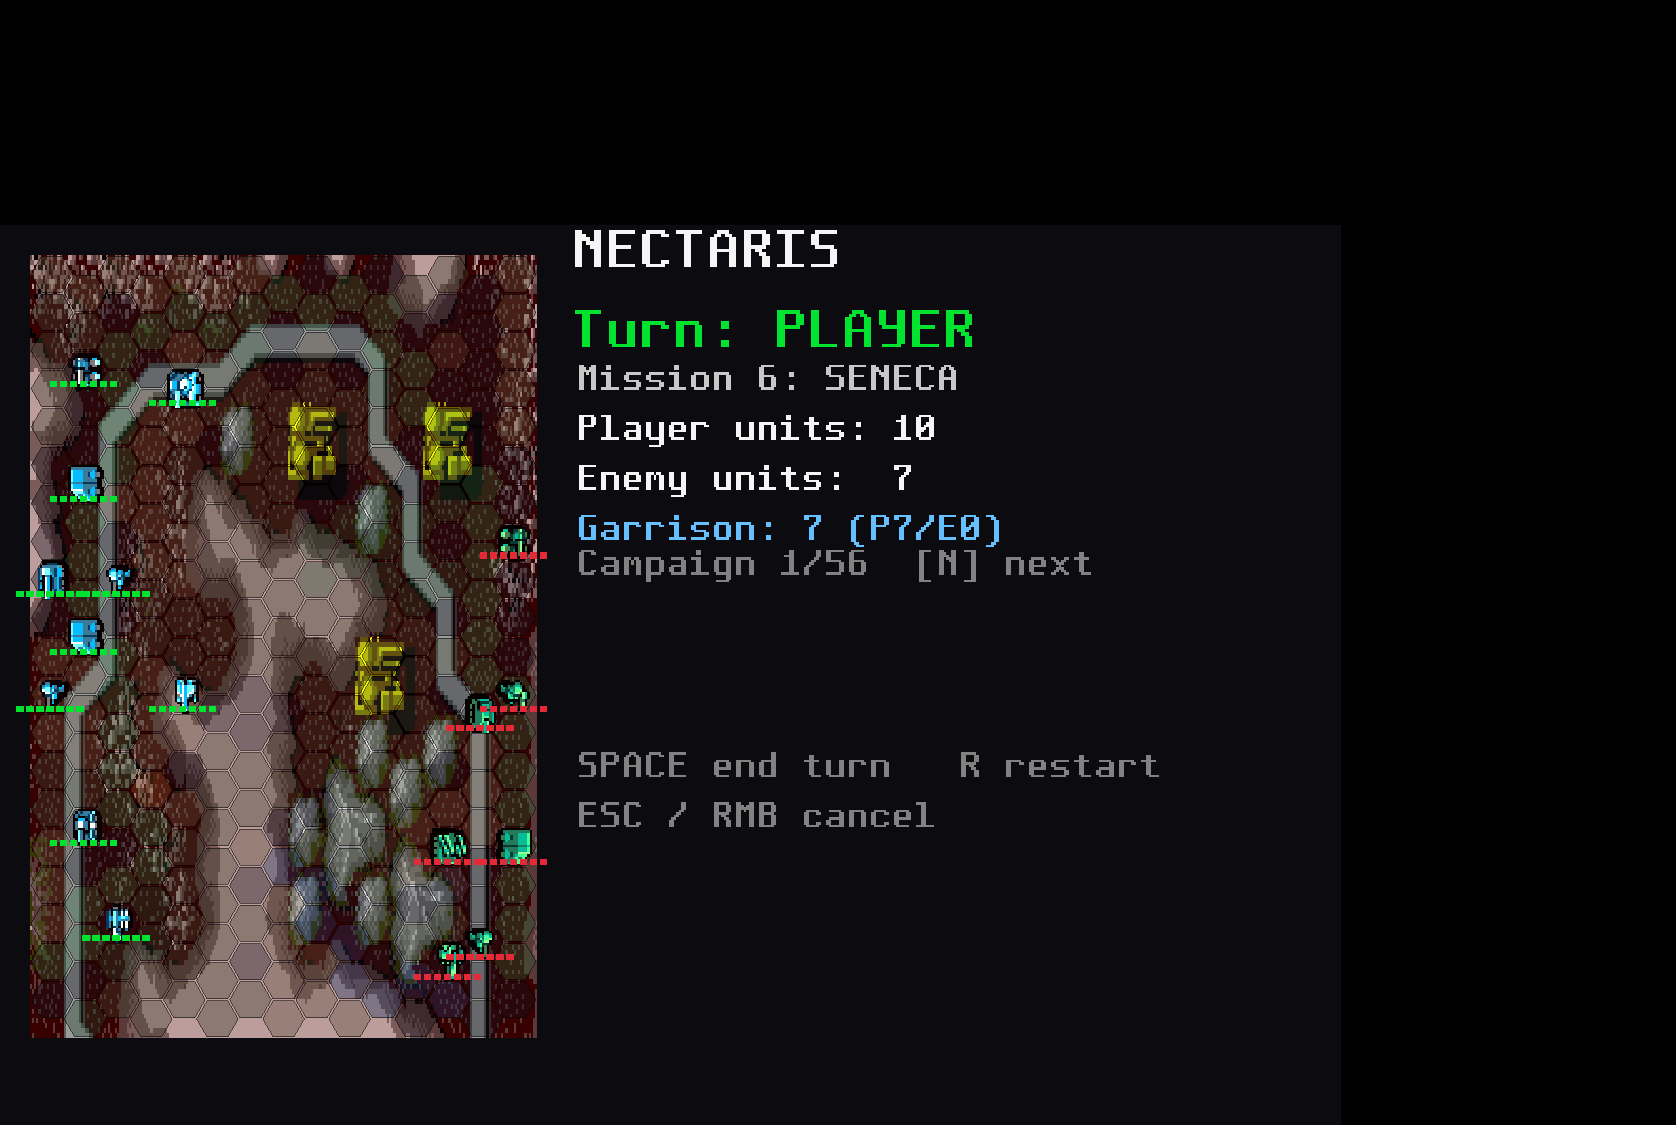 NECTARIS
Turn: PLAYER
Mission 6: SENECA
Player units: 10
Enemy units: 7
Garrison: 7 (P7/E0)
Campaign 1/56 [N] next
SPACE end turn R restart
ESC / RMB cancel